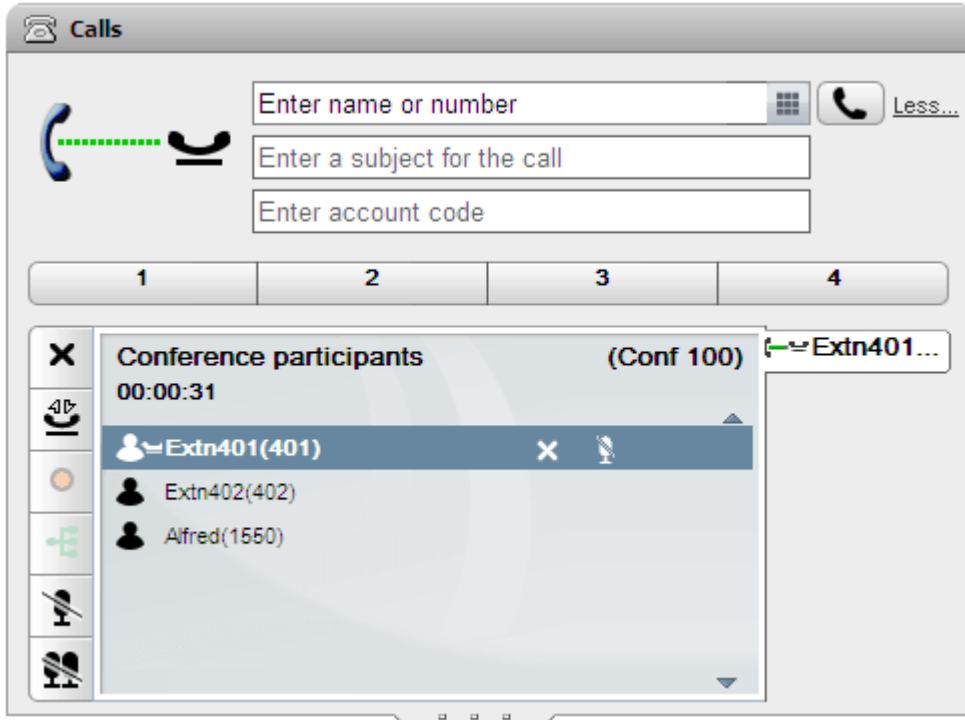 Calls
Enter name or number
Less...
Enter a subject for the call
Enter account code
1 2 3 4
Conference participants (Conf 100)
Extn401...
00:00:31
Extn401(401)
Extn402(402)
Alfred(1550)